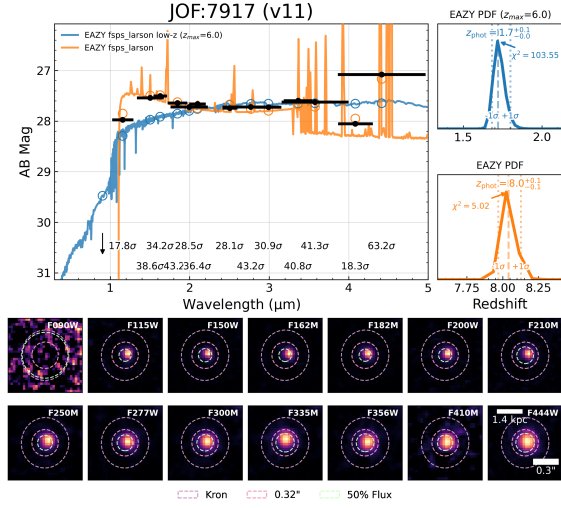 JOF:7917 (v11)
EAZY fsps_larson low-z (z_max=6.0)
EAZY fsps_larson
AB Mag
27
28
29
30
31
17.8σ 34.2σ 28.5σ 28.1σ 30.9σ 41.3σ 63.2σ
38.6σ 43.2σ 36.4σ 43.2σ 40.8σ 18.3σ
1 2 3 4 5
Wavelength (μm)
EAZY PDF (z_max=6.0)
z_phot = 1.7 +0.1 -0.0
χ² = 103.55
-1σ +1σ
1.5 2.0
EAZY PDF
z_phot = 8.0 +0.1 -0.1
χ² = 5.02
-1σ +1σ
7.75 8.00 8.25
Redshift
F090W F115W F150W F162M F182M F200W F210M
F250M F277W F300M F335M F356W F410M F444W
1.4 kpc
0.3"
Kron 0.32" 50% Flux